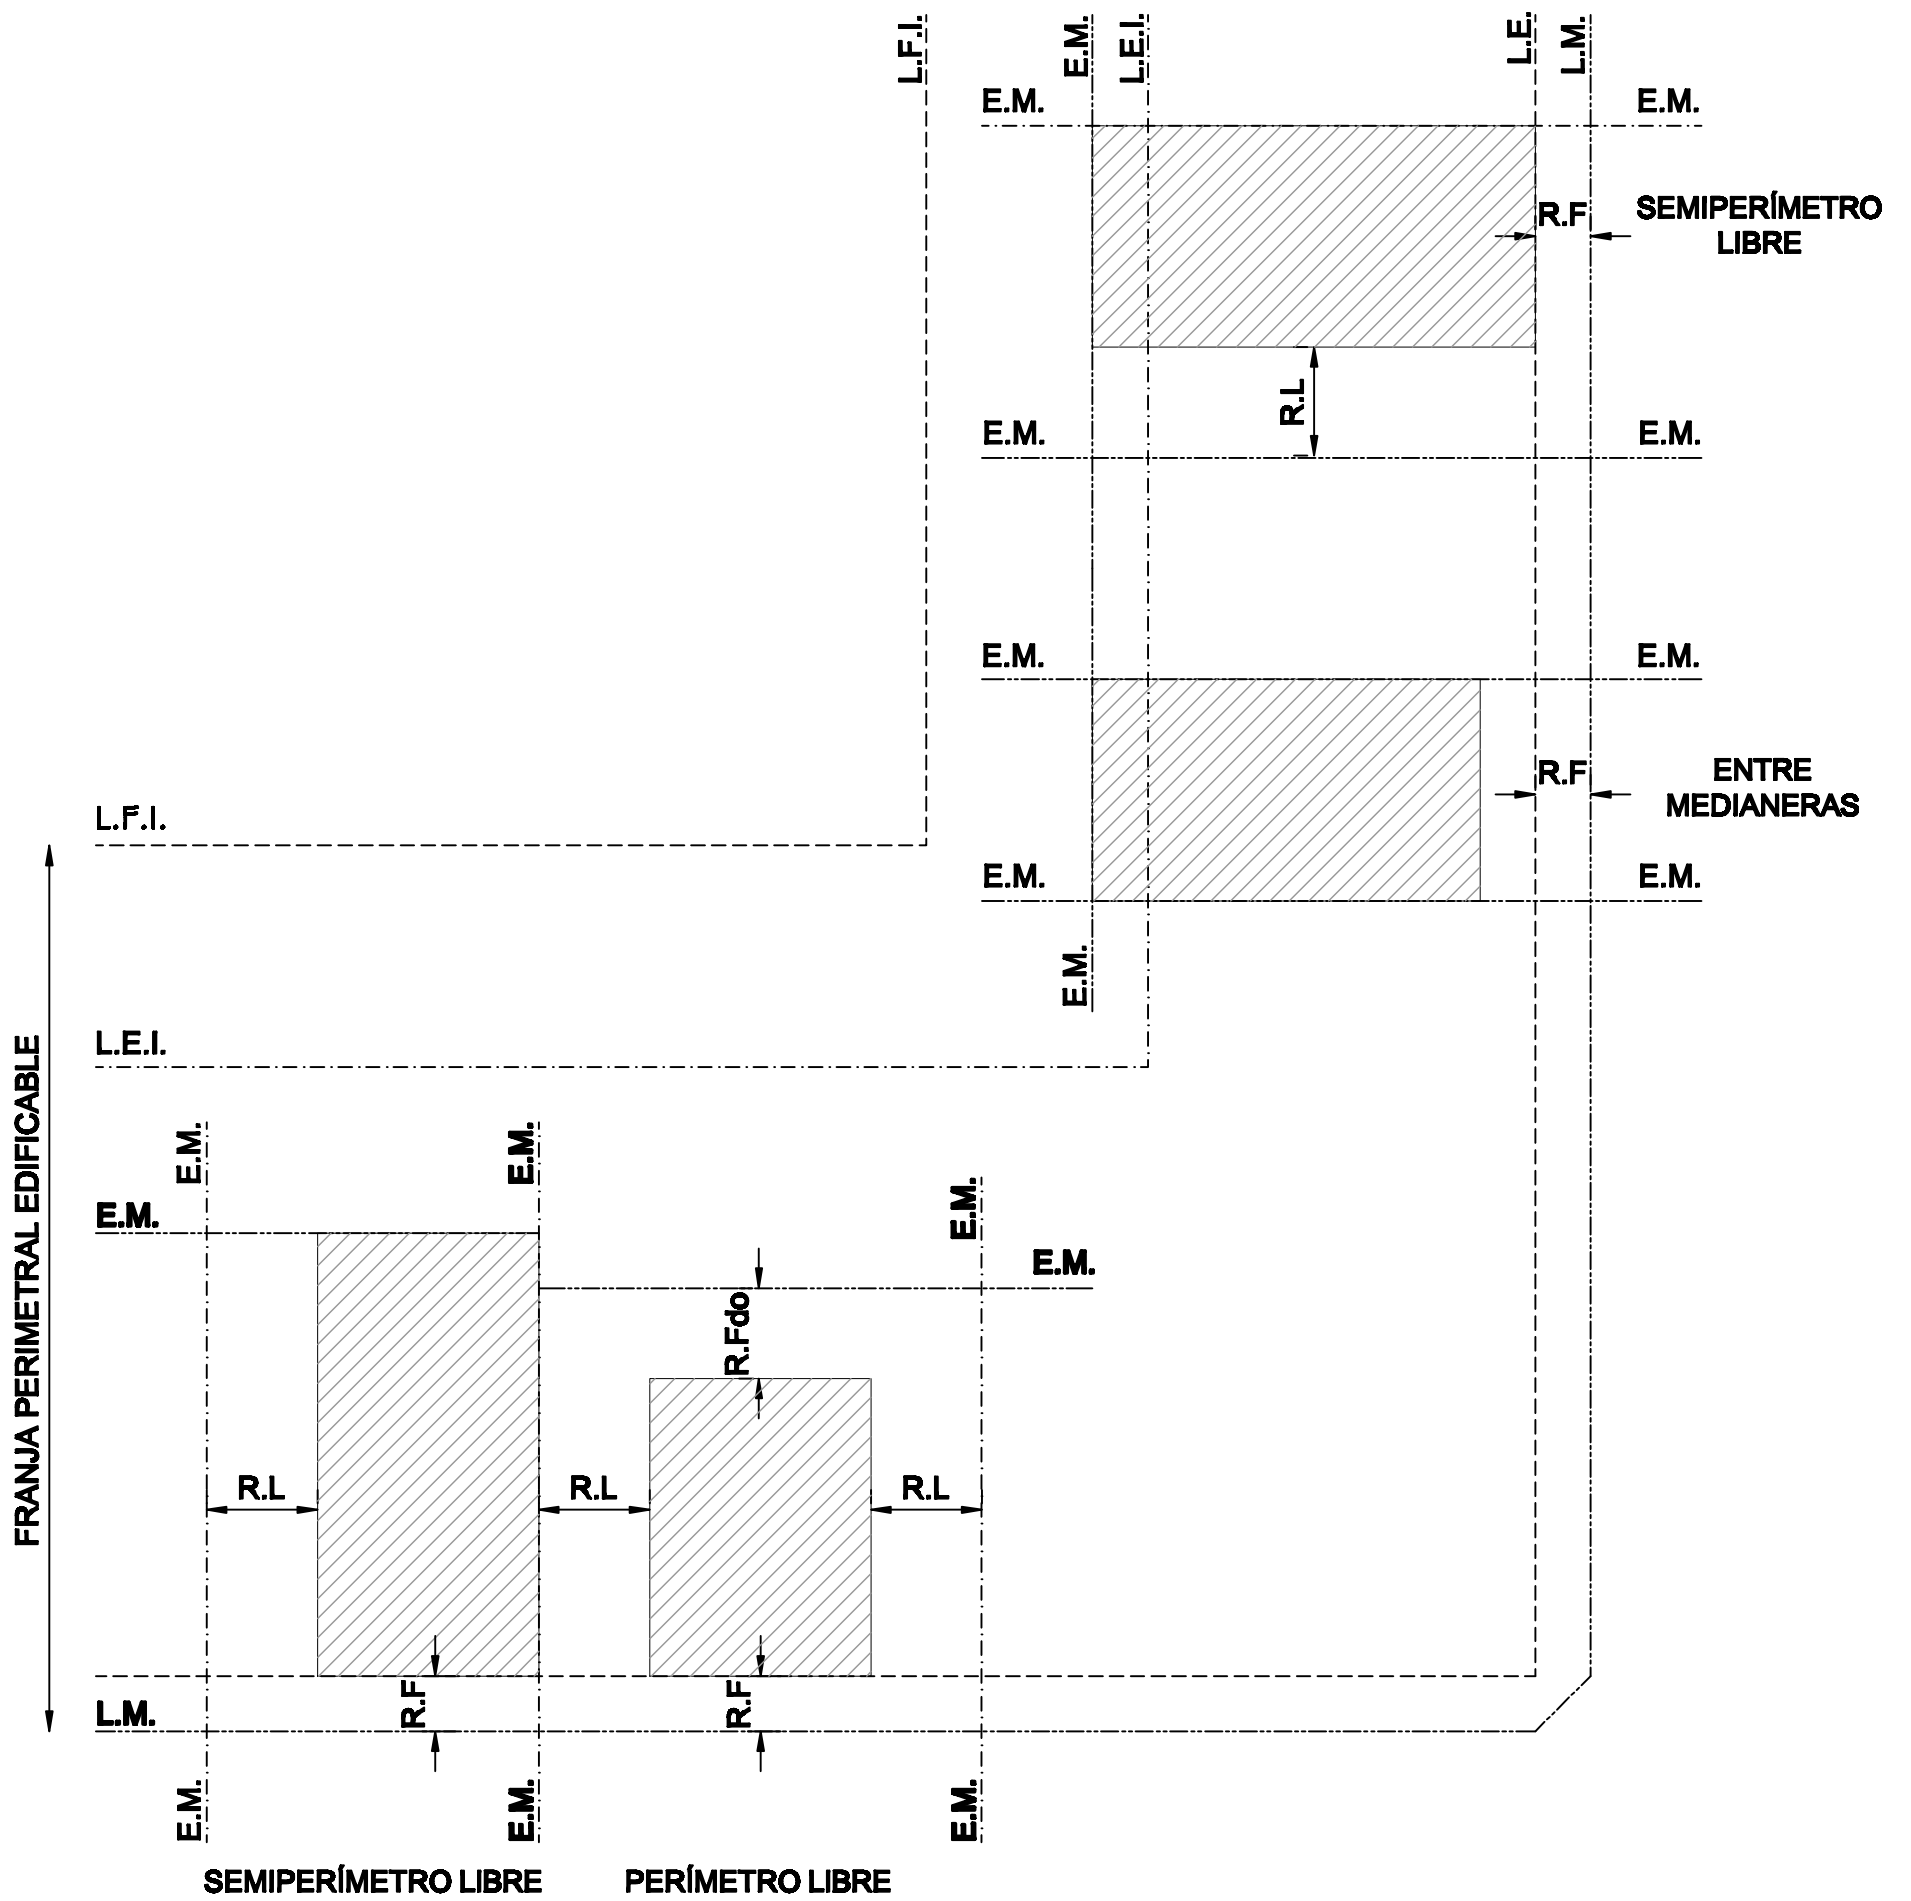 L.F.I.
E.M.
L.E.I.
L.E.
L.M.
E.M.
E.M.
R.F
SEMIPERÍMETRO
LIBRE
R.L
E.M.
E.M.
E.M.
E.M.
R.F
ENTRE
MEDIANERAS
L.F.I.
E.M.
E.M.
E.M.
L.E.I.
FRANJA PERIMETRAL EDIFICABLE
E.M.
E.M.
E.M.
E.M.
E.M.
R.Fdo
R.L
R.L
R.L
R.F
R.F
L.M.
E.M.
E.M.
E.M.
SEMIPERÍMETRO LIBRE
PERÍMETRO LIBRE